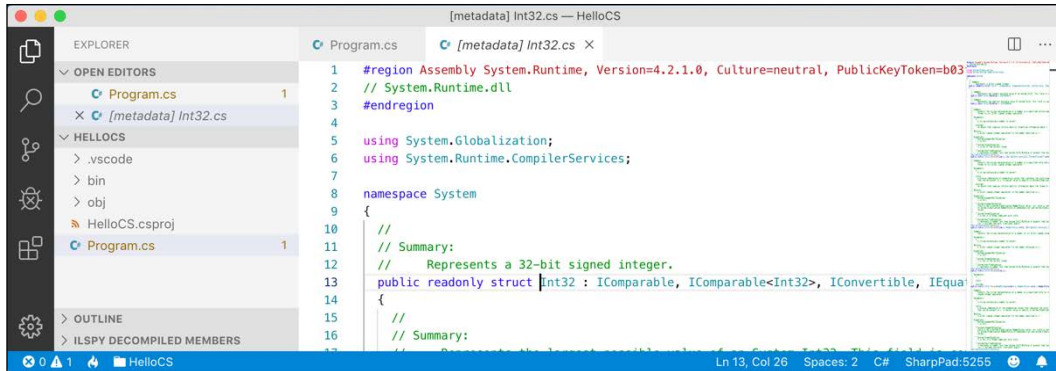 [metadata] Int32.cs — HelloCS
EXPLORER
OPEN EDITORS
Program.cs 1
[metadata] Int32.cs
HELLOCS
.vscode
bin
obj
HelloCS.csproj
Program.cs 1
OUTLINE
ILSPY DECOMPILED MEMBERS
Program.cs [metadata] Int32.cs
1 #region Assembly System.Runtime, Version=4.2.1.0, Culture=neutral, PublicKeyToken=b03
2 // System.Runtime.dll
3 #endregion
4
5 using System.Globalization;
6 using System.Runtime.CompilerServices;
7
8 namespace System
9 {
10 //
11 // Summary:
12 // Represents a 32-bit signed integer.
13 public readonly struct Int32 : IComparable, IComparable<Int32>, IConvertible, IEqua
14 {
15 //
16 // Summary:
0 1 HelloCS Ln 13, Col 26 Spaces: 2 C# SharpPad:5255